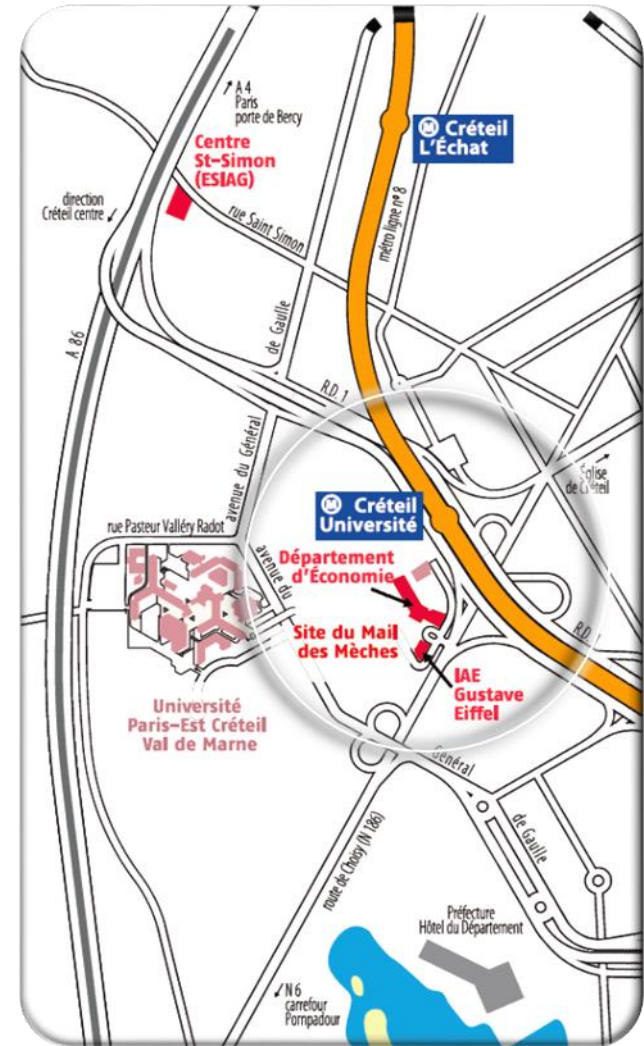 A 4
Paris
porte de Bercy
M Créteil
L'Échat
Centre
St-Simon
(ESIAG)
direction
Créteil centre
rue Saint Simon
métro ligne nº 8
A 86
de Gaulle
R.D. 1
avenue du Général
Église
de Créteil
M Créteil
Université
rue Pasteur Valléry Radot
avenue du
Département
d'Économie
Site du Mail
des Mèches
R.D.
IAE
Gustave
Eiffel
Université
Paris-Est Créteil
Val de Marne
Général
de Gaulle
route de Choisy (N 186)
Préfecture
Hôtel du Département
N 6
carrefour
Pompadour